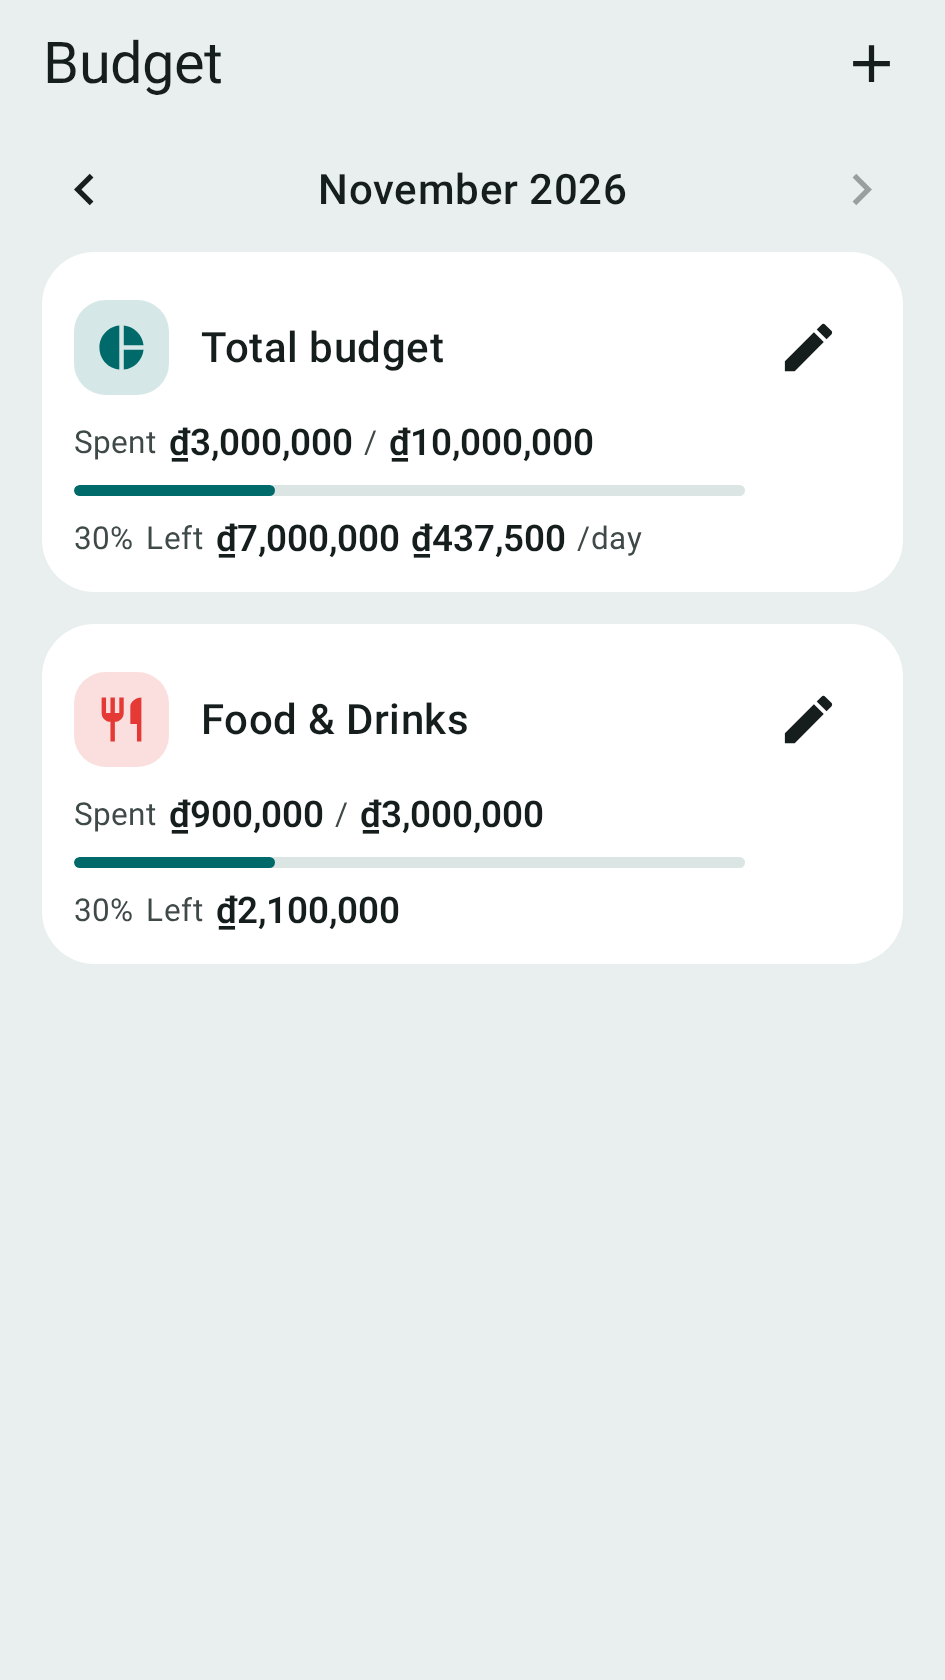 Budget
November 2026
Total budget
Spent ₫3,000,000 / ₫10,000,000
30% Left ₫7,000,000 ₫437,500 /day
Food & Drinks
Spent ₫900,000 / ₫3,000,000
30% Left ₫2,100,000